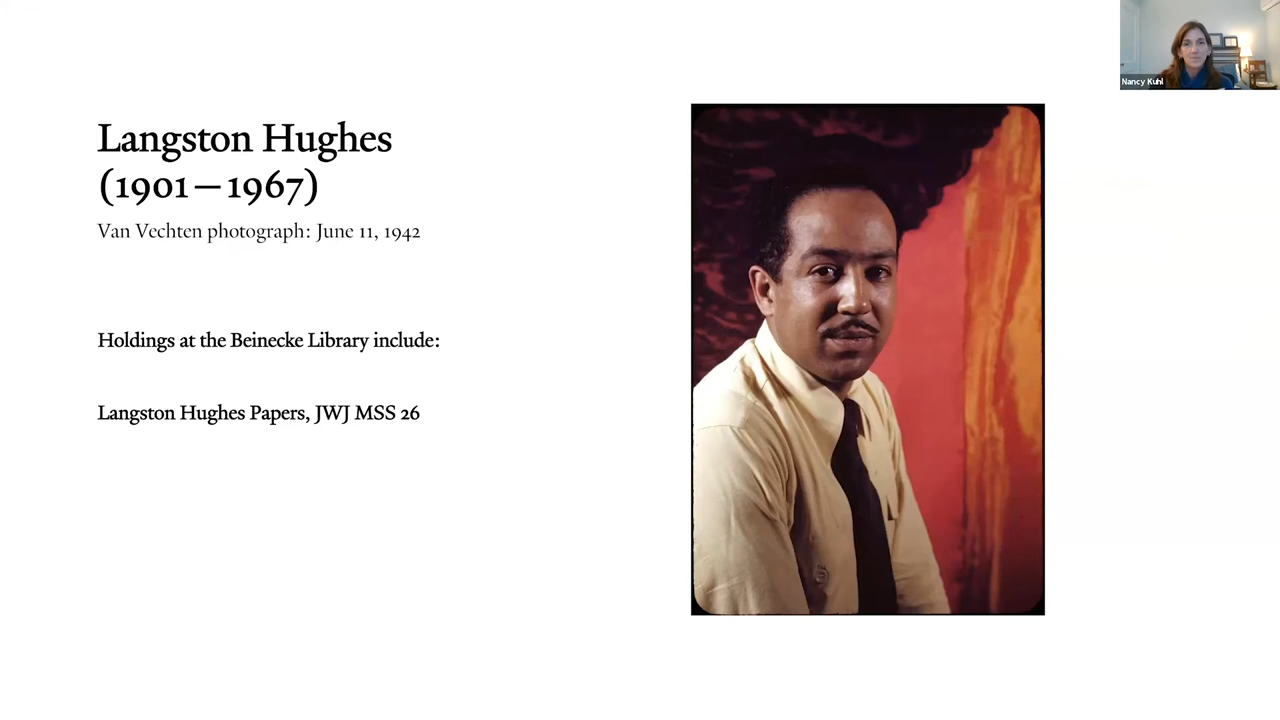 Langston Hughes
(1901–1967)
Van Vechten photograph: June 11, 1942
Holdings at the Beinecke Library include:
Langston Hughes Papers, JWJ MSS 26
Nancy Kuhl